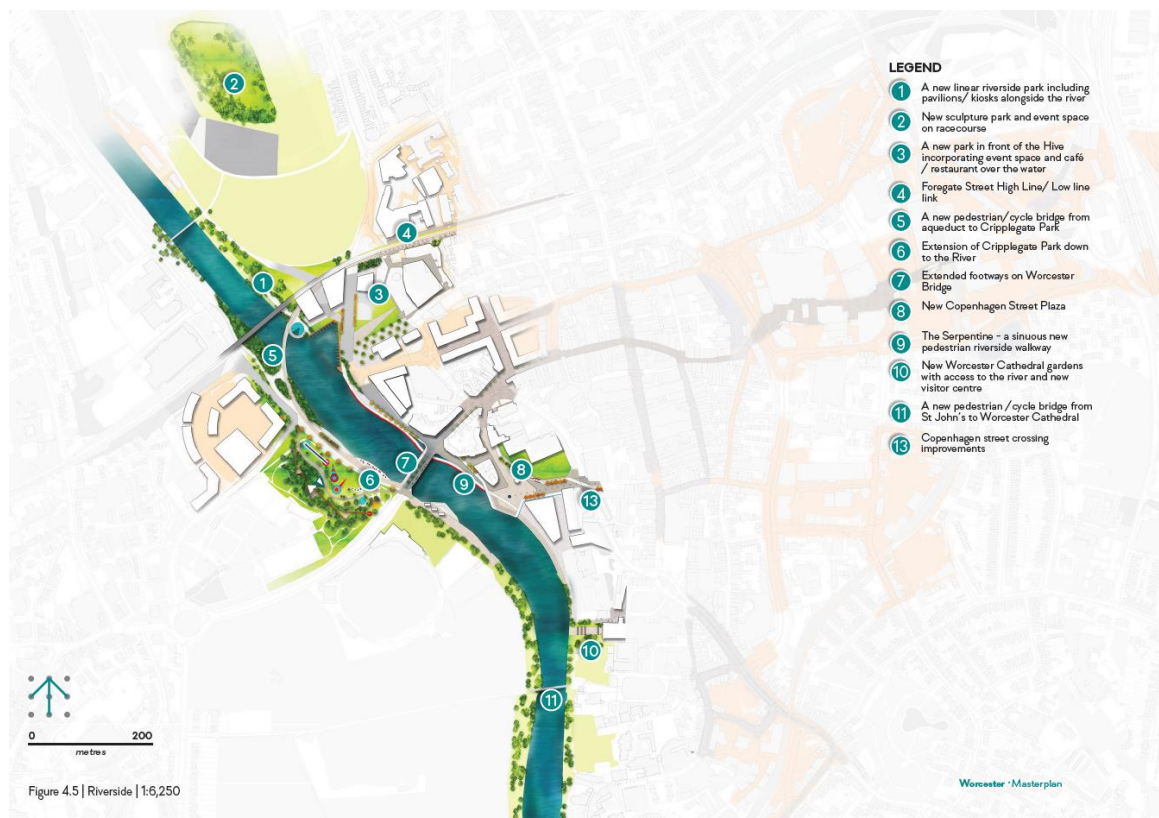 LEGEND
1 A new linear riverside park including
pavilions/ kiosks alongside the river
2 New sculpture park and event space
on racecourse
3 A new park in front of the Hive
incorporating event space and café
/ restaurant over the water
4 Foregate Street High Line/ Low line
link
5 A new pedestrian/cycle bridge from
aqueduct to Cripplegate Park
6 Extension of Cripplegate Park down
to the River
7 Extended footways on Worcester
Bridge
8 New Copenhagen Street Plaza
9 The Serpentine - a sinuous new
pedestrian riverside walkway
10 New Worcester Cathedral gardens
with access to the river and new
visitor centre
11 A new pedestrian /cycle bridge from
St John's to Worcester Cathedral
13 Copenhagen street crossing
improvements
2
4
1
3
5
7
6
9
8
13
10
11
0 200
metres
Figure 4.5 | Riverside | 1:6,250
Worcester · Masterplan